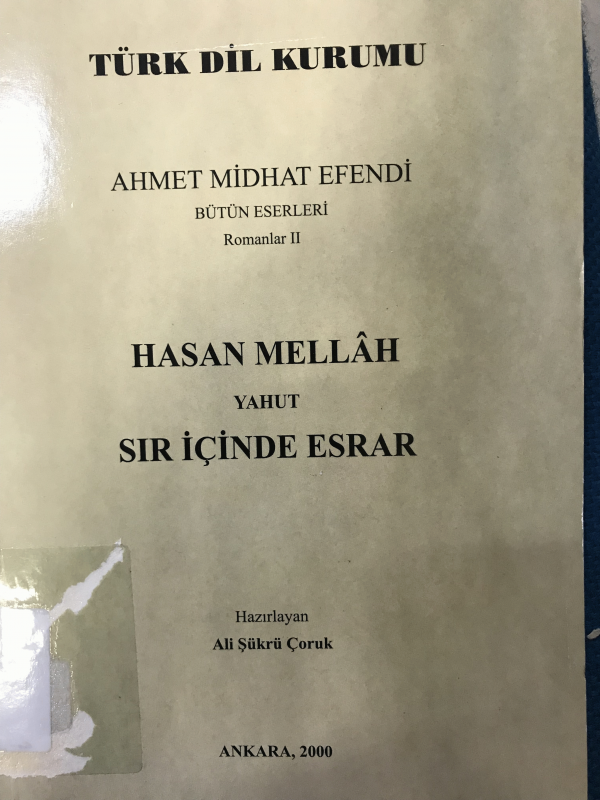 TÜRK DİL KURUMU
AHMET MİDHAT EFENDİ
BÜTÜN ESERLERİ
Romanlar II
HASAN MELLÂH
YAHUT
SIR İÇİNDE ESRAR
Hazırlayan
Ali Şükrü Çoruk
ANKARA, 2000